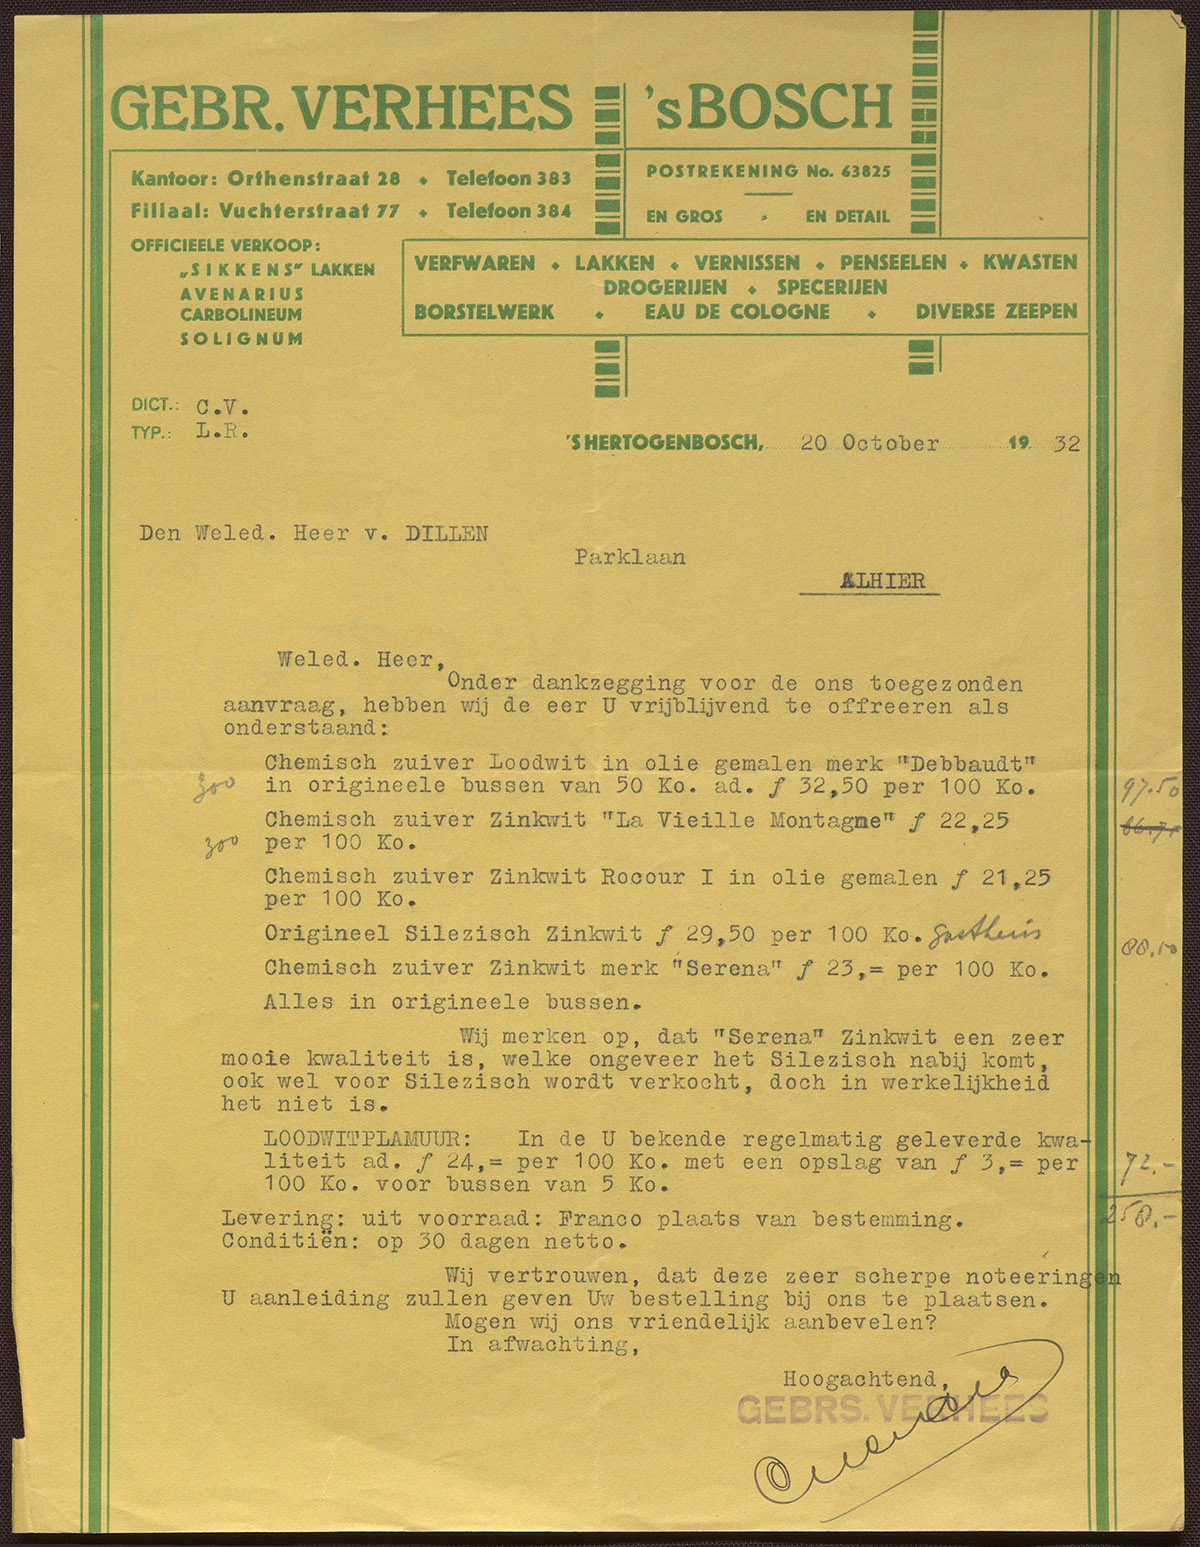 GEBR. VERHEES 'sBOSCH
Kantoor: Orthenstraat 28 • Telefoon 383
Filiaal: Vuchterstraat 77 • Telefoon 384
POSTREKENING No. 63825
EN GROS - EN DETAIL
OFFICIEELE VERKOOP:
„SIKKENS" LAKKEN
AVENARIUS
CARBOLINEUM
SOLIGNUM
VERFWAREN • LAKKEN • VERNISSEN • PENSEELEN • KWASTEN
DROGERIJEN • SPECERIJEN
BORSTELWERK • EAU DE COLOGNE • DIVERSE ZEEPEN
DICT.: C.V.
TYP.: L.R.
'S HERTOGENBOSCH, 20 October 19 32
Den Weled. Heer v. DILLEN
Parklaan
ALHIER
Weled. Heer,
Onder dankzegging voor de ons toegezonden
aanvraag, hebben wij de eer U vrijblijvend te offreeren als
onderstaand:
Chemisch zuiver Loodwit in olie gemalen merk "Debbaudt"
300 in origineele bussen van 50 Ko. ad. ƒ 32,50 per 100 Ko. 97.50
Chemisch zuiver Zinkwit "La Vieille Montagne" ƒ 22,25
300 per 100 Ko.
Chemisch zuiver Zinkwit Rocour I in olie gemalen ƒ 21,25
per 100 Ko.
Origineel Silezisch Zinkwit ƒ 29,50 per 100 Ko. 88.50
Chemisch zuiver Zinkwit merk "Serena" ƒ 23,= per 100 Ko.
Alles in origineele bussen.
Wij merken op, dat "Serena" Zinkwit een zeer
mooie kwaliteit is, welke ongeveer het Silezisch nabij komt,
ook wel voor Silezisch wordt verkocht, doch in werkelijkheid
het niet is.
LOODWITPLAMUUR: In de U bekende regelmatig geleverde kwa-
liteit ad. ƒ 24,= per 100 Ko. met een opslag van ƒ 3,= per 72.-
100 Ko. voor bussen van 5 Ko.
Levering: uit voorraad: Franco plaats van bestemming. 258.-
Conditiën: op 30 dagen netto.
Wij vertrouwen, dat deze zeer scherpe noteeringen
U aanleiding zullen geven Uw bestelling bij ons te plaatsen.
Mogen wij ons vriendelijk aanbevelen?
In afwachting,
Hoogachtend,
GEBRS. VERHEES